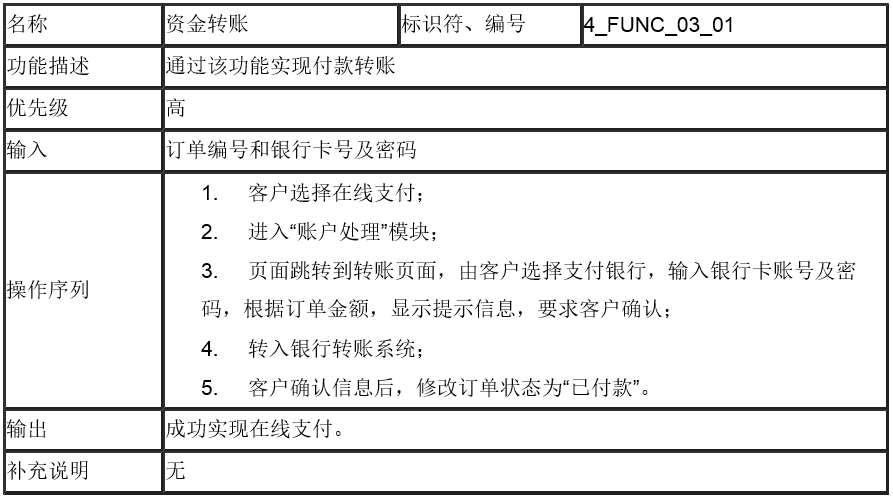 名称 资金转账 标识符、编号 4_FUNC_03_01
功能描述 通过该功能实现付款转账
优先级 高
输入 订单编号和银行卡号及密码
操作序列
1. 客户选择在线支付；
2. 进入“账户处理”模块；
3. 页面跳转到转账页面，由客户选择支付银行，输入银行卡账号及密
码，根据订单金额，显示提示信息，要求客户确认；
4. 转入银行转账系统；
5. 客户确认信息后，修改订单状态为“已付款”。
输出 成功实现在线支付。
补充说明 无